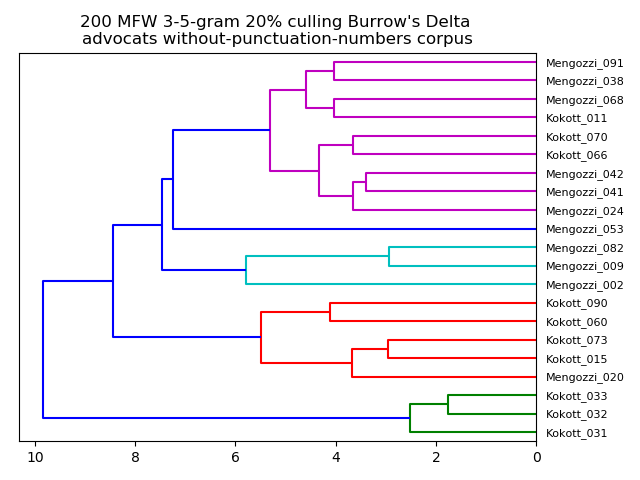 200 MFW 3-5-gram 20% culling Burrow's Delta
advocats without-punctuation-numbers corpus
Mengozzi_091
Mengozzi_038
Mengozzi_068
Kokott_011
Kokott_070
Kokott_066
Mengozzi_042
Mengozzi_041
Mengozzi_024
Mengozzi_053
Mengozzi_082
Mengozzi_009
Mengozzi_002
Kokott_090
Kokott_060
Kokott_073
Kokott_015
Mengozzi_020
Kokott_033
Kokott_032
Kokott_031
10 8 6 4 2 0